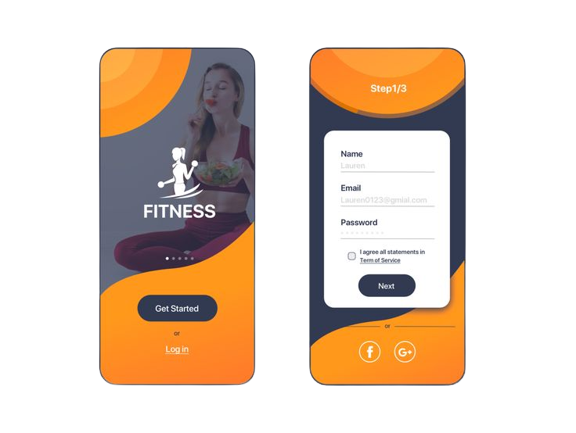 FITNESS
Get Started
or
Log in
Step1/3
Name
Lauren
Email
Lauren0123@gmlal.com
Password
I agree all statements in
Term of Service
Next
or
f
G+